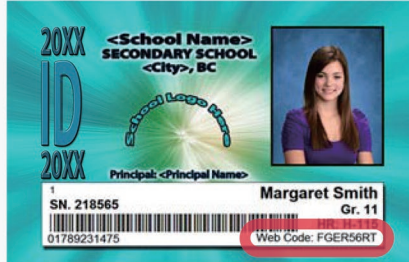 20XX
ID
20XX
<School Name>
SECONDARY SCHOOL
<City>, BC
School Logo Here
Principal: <Principal Name>
1
SN. 218565
01789231475
Margaret Smith
Gr. 11
HR: H-115
Web Code: FGER56RT